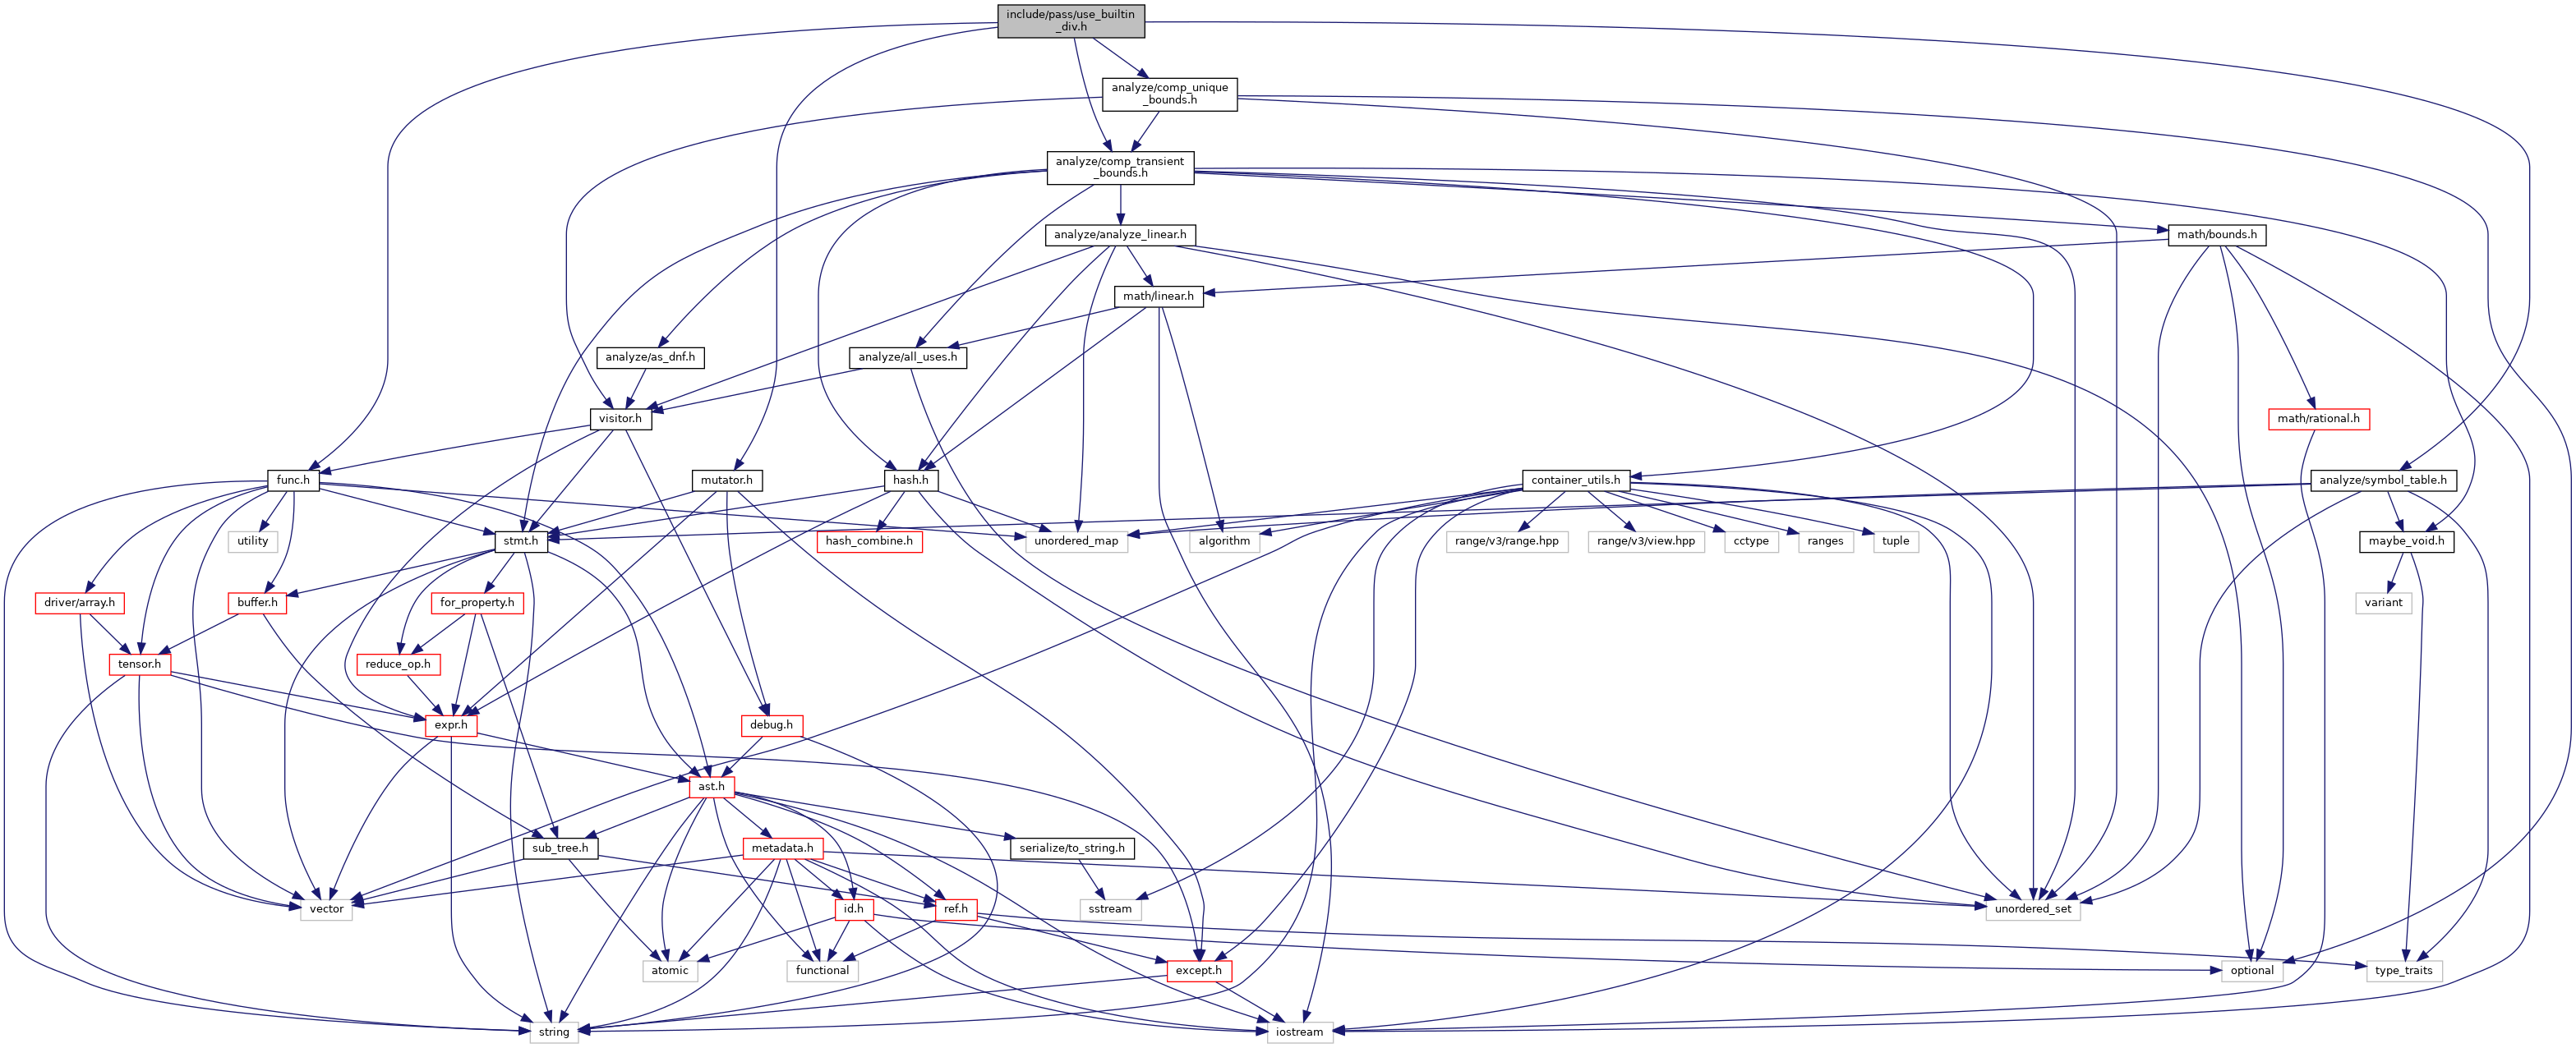 include/pass/use_builtin
_div.h
analyze/comp_unique
_bounds.h
analyze/comp_transient
_bounds.h
analyze/analyze_linear.h
math/bounds.h
math/linear.h
analyze/as_dnf.h
analyze/all_uses.h
visitor.h
math/rational.h
func.h
mutator.h
hash.h
container_utils.h
analyze/symbol_table.h
utility
stmt.h
hash_combine.h
unordered_map
algorithm
range/v3/range.hpp
range/v3/view.hpp
cctype
ranges
tuple
maybe_void.h
driver/array.h
buffer.h
for_property.h
variant
tensor.h
reduce_op.h
expr.h
debug.h
ast.h
sub_tree.h
metadata.h
serialize/to_string.h
vector
id.h
ref.h
sstream
unordered_set
atomic
functional
except.h
optional
type_traits
string
iostream